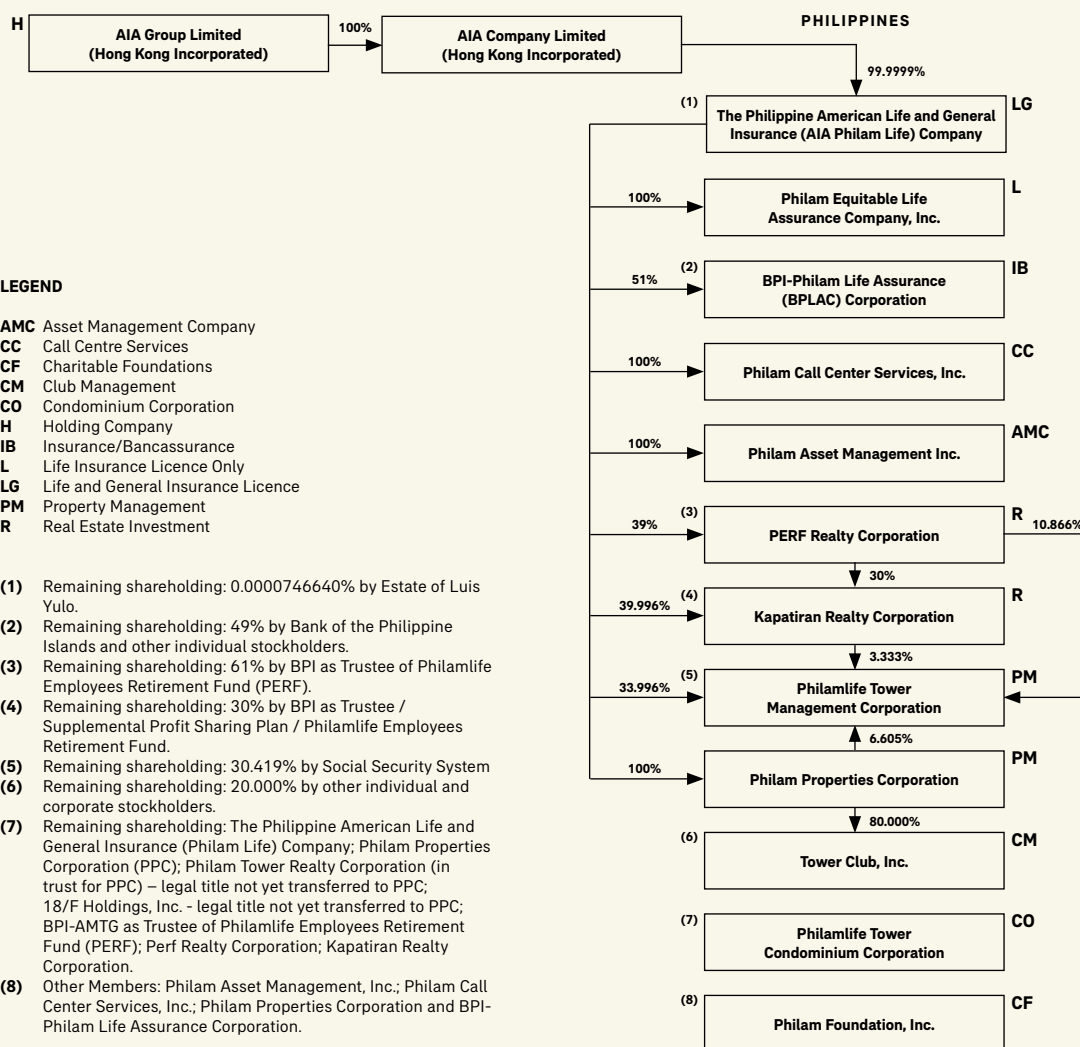 PHILIPPINES
H
AIA Group Limited
(Hong Kong Incorporated)
100%
AIA Company Limited
(Hong Kong Incorporated)
99.9999%
(1)
The Philippine American Life and General
Insurance (AIA Philam Life) Company
LG
100%
Philam Equitable Life
Assurance Company, Inc.
L
51%
(2)
BPI-Philam Life Assurance
(BPLAC) Corporation
IB
100%
Philam Call Center Services, Inc.
CC
100%
Philam Asset Management Inc.
AMC
39%
(3)
PERF Realty Corporation
R
10.866%
30%
39.996%
(4)
Kapatiran Realty Corporation
R
3.333%
33.996%
(5)
Philamlife Tower
Management Corporation
PM
6.605%
100%
Philam Properties Corporation
PM
80.000%
(6)
Tower Club, Inc.
CM
(7)
Philamlife Tower
Condominium Corporation
CO
(8)
Philam Foundation, Inc.
CF
LEGEND
AMC Asset Management Company
CC Call Centre Services
CF Charitable Foundations
CM Club Management
CO Condominium Corporation
H Holding Company
IB Insurance/Bancassurance
L Life Insurance Licence Only
LG Life and General Insurance Licence
PM Property Management
R Real Estate Investment
(1) Remaining shareholding: 0.0000746640% by Estate of Luis
Yulo.
(2) Remaining shareholding: 49% by Bank of the Philippine
Islands and other individual stockholders.
(3) Remaining shareholding: 61% by BPI as Trustee of Philamlife
Employees Retirement Fund (PERF).
(4) Remaining shareholding: 30% by BPI as Trustee /
Supplemental Profit Sharing Plan / Philamlife Employees
Retirement Fund.
(5) Remaining shareholding: 30.419% by Social Security System
(6) Remaining shareholding: 20.000% by other individual and
corporate stockholders.
(7) Remaining shareholding: The Philippine American Life and
General Insurance (Philam Life) Company; Philam Properties
Corporation (PPC); Philam Tower Realty Corporation (in
trust for PPC) – legal title not yet transferred to PPC;
18/F Holdings, Inc. - legal title not yet transferred to PPC;
BPI-AMTG as Trustee of Philamlife Employees Retirement
Fund (PERF); Perf Realty Corporation; Kapatiran Realty
Corporation.
(8) Other Members: Philam Asset Management, Inc.; Philam Call
Center Services, Inc.; Philam Properties Corporation and BPI-
Philam Life Assurance Corporation.